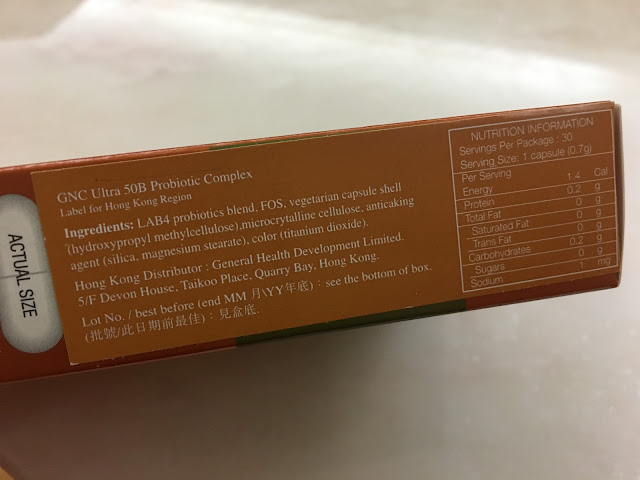 ACTUAL SIZE
GNC Ultra 50B Probiotic Complex
Label for Hong Kong Region
Ingredients: LAB4 probiotics blend, FOS, vegetarian capsule shell
(hydroxypropyl methylcellulose),microcrytalline cellulose, anticaking
agent (silica, magnesium stearate), color (titanium dioxide).
Hong Kong Distributor : General Health Development Limited.
5/F Devon House, Taikoo Place, Quarry Bay, Hong Kong.
Lot No. / best before (end MM 月\YY年底) : see the bottom of box.
(批號/此日期前最佳) : 見盒底.
NUTRITION INFORMATION
Servings Per Package : 30
Serving Size: 1 capsule (0.7g)
Per Serving
Energy 1.4 Cal
Protein 0.2 g
Total Fat 0 g
Saturated Fat 0 g
Trans Fat 0 g
Carbohydrates 0.2 g
Sugars 0 g
Sodium 1 mg